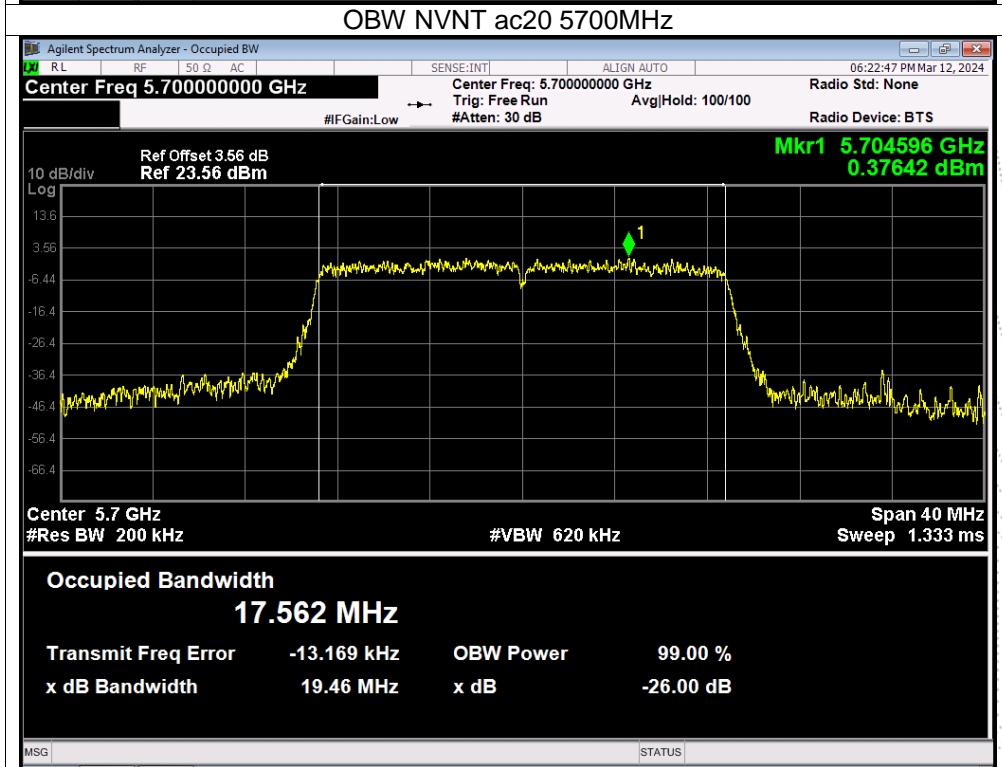 OBW NVNT ac20 5700MHz
Agilent Spectrum Analyzer - Occupied BW
LXI RL RF 50 Ω AC SENSE:INT ALIGN AUTO 06:22:47 PM Mar 12, 2024
Center Freq 5.700000000 GHz Center Freq: 5.700000000 GHz Radio Std: None
Trig: Free Run Avg|Hold: 100/100
#IFGain:Low #Atten: 30 dB Radio Device: BTS
Mkr1 5.704596 GHz
0.37642 dBm
Ref Offset 3.56 dB
10 dB/div Ref 23.56 dBm
Log
13.6
1
3.56
-6.44
-16.4
-26.4
-36.4
-46.4
-56.4
-66.4
Center 5.7 GHz Span 40 MHz
#Res BW 200 kHz #VBW 620 kHz Sweep 1.333 ms
Occupied Bandwidth
17.562 MHz
Transmit Freq Error -13.169 kHz OBW Power 99.00 %
x dB Bandwidth 19.46 MHz x dB -26.00 dB
MSG STATUS